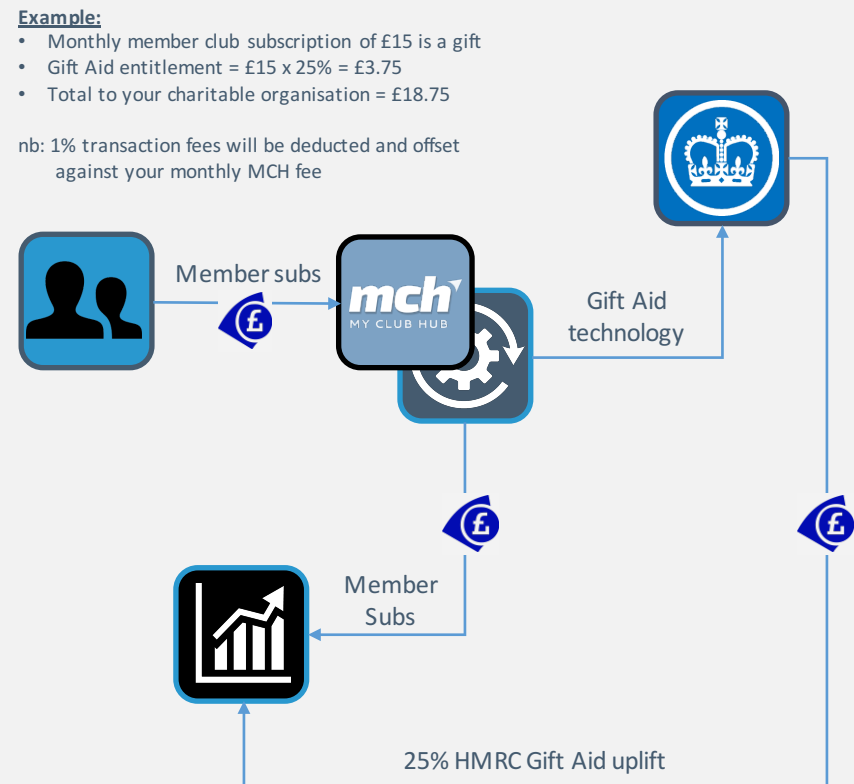 Example:
• Monthly member club subscription of £15 is a gift
• Gift Aid entitlement = £15 x 25% = £3.75
• Total to your charitable organisation = £18.75
nb: 1% transaction fees will be deducted and offset
against your monthly MCH fee
Member subs
£
mch
MY CLUB HUB
Gift Aid
technology
£
£
Member
Subs
25% HMRC Gift Aid uplift